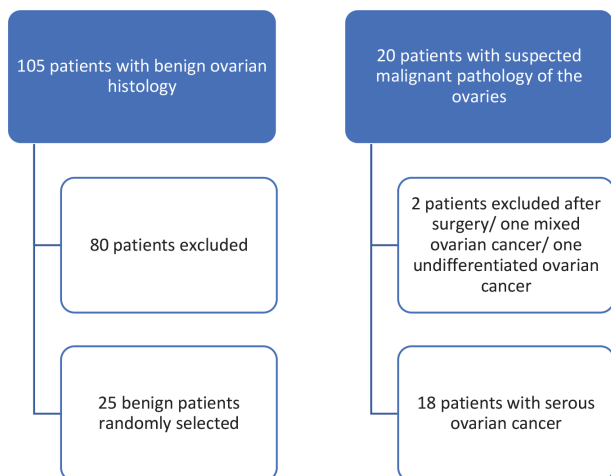 105 patients with benign ovarian
histology
80 patients excluded
25 benign patients
randomly selected
20 patients with suspected
malignant pathology of the
ovaries
2 patients excluded after
surgery/ one mixed
ovarian cancer/ one
undifferentiated ovarian
cancer
18 patients with serous
ovarian cancer